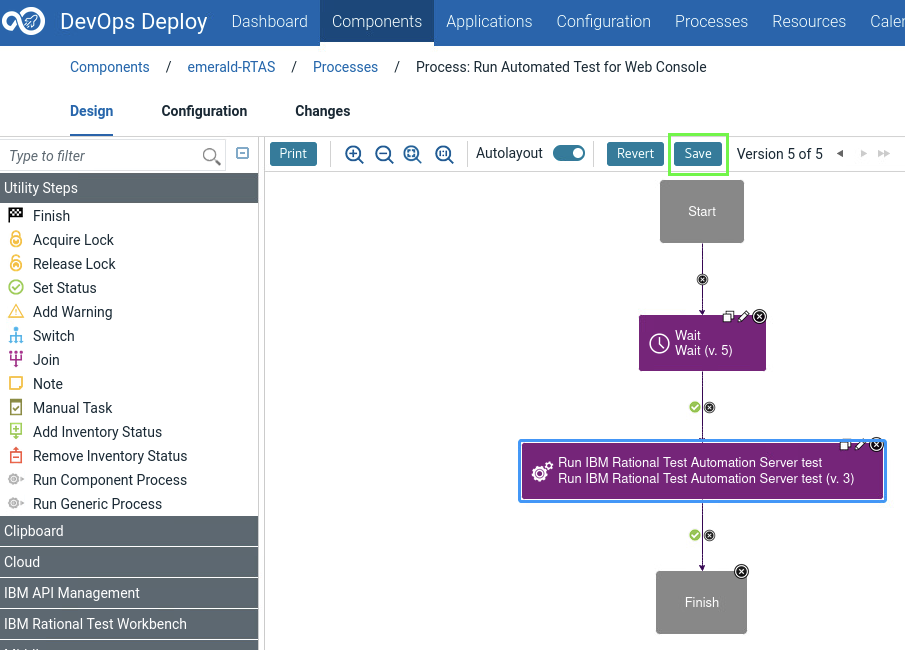 DevOps Deploy Dashboard Components Applications Configuration Processes Resources
Components / emerald-RTAS / Processes / Process: Run Automated Test for Web Console
Design Configuration Changes
Type to filter
Print Autolayout Revert Save Version 5 of 5
Utility Steps
Finish
Acquire Lock
Release Lock
Set Status
Add Warning
Switch
Join
Note
Manual Task
Add Inventory Status
Remove Inventory Status
Run Component Process
Run Generic Process
Clipboard
Cloud
IBM API Management
IBM Rational Test Workbench
Start
Wait
Wait (v. 5)
Run IBM Rational Test Automation Server test
Run IBM Rational Test Automation Server test (v. 3)
Finish